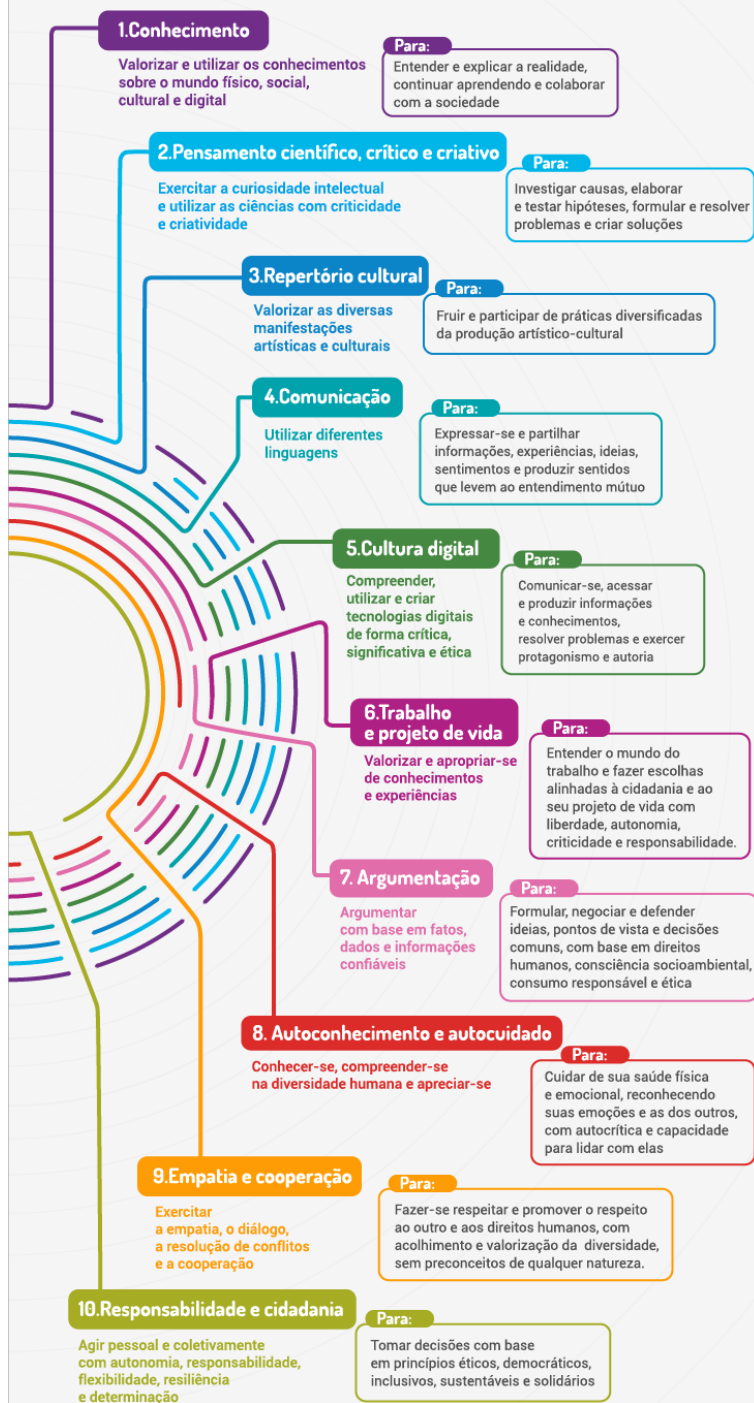 1.Conhecimento
Valorizar e utilizar os conhecimentos
sobre o mundo físico, social,
cultural e digital
Para:
Entender e explicar a realidade,
continuar aprendendo e colaborar
com a sociedade
2.Pensamento científico, crítico e criativo
Exercitar a curiosidade intelectual
e utilizar as ciências com criticidade
e criatividade
Para:
Investigar causas, elaborar
e testar hipóteses, formular e resolver
problemas e criar soluções
3.Repertório cultural
Valorizar as diversas
manifestações
artísticas e culturais
Para:
Fruir e participar de práticas diversificadas
da produção artístico-cultural
4.Comunicação
Utilizar diferentes
linguagens
Para:
Expressar-se e partilhar
informações, experiências, ideias,
sentimentos e produzir sentidos
que levem ao entendimento mútuo
5.Cultura digital
Compreender,
utilizar e criar
tecnologias digitais
de forma crítica,
significativa e ética
Para:
Comunicar-se, acessar
e produzir informações
e conhecimentos,
resolver problemas e exercer
protagonismo e autoria
6.Trabalho
e projeto de vida
Valorizar e apropriar-se
de conhecimentos
e experiências
Para:
Entender o mundo do
trabalho e fazer escolhas
alinhadas à cidadania e ao
seu projeto de vida com
liberdade, autonomia,
criticidade e responsabilidade.
7. Argumentação
Argumentar
com base em fatos,
dados e informações
confiáveis
Para:
Formular, negociar e defender
ideias, pontos de vista e decisões
comuns, com base em direitos
humanos, consciência socioambiental,
consumo responsável e ética
8. Autoconhecimento e autocuidado
Conhecer-se, compreender-se
na diversidade humana e apreciar-se
Para:
Cuidar de sua saúde física
e emocional, reconhecendo
suas emoções e as dos outros,
com autocrítica e capacidade
para lidar com elas
9.Empatia e cooperação
Exercitar
a empatia, o diálogo,
a resolução de conflitos
e a cooperação
Para:
Fazer-se respeitar e promover o respeito
ao outro e aos direitos humanos, com
acolhimento e valorização da diversidade,
sem preconceitos de qualquer natureza.
10.Responsabilidade e cidadania
Agir pessoal e coletivamente
com autonomia, responsabilidade,
flexibilidade, resiliência
e determinação
Para:
Tomar decisões com base
em princípios éticos, democráticos,
inclusivos, sustentáveis e solidários